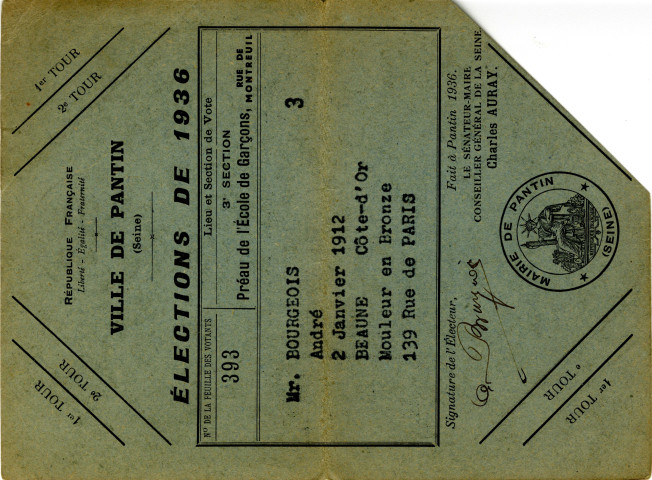 1er TOUR
2e TOUR
1er TOUR
2e TOUR
RÉPUBLIQUE FRANÇAISE
Liberté - Égalité - Fraternité
VILLE DE PANTIN
(Seine)
ÉLECTIONS DE 1936
No DE LA FEUILLE DES VOTANTS
393
Lieu et Section de Vote
3e SECTION
Préau de l'École de Garçons, RUE DE MONTREUIL
Mr. BOURGEOIS 3
André
2 Janvier 1912
BEAUNE Côte-d'Or
Mouleur en Bronze
139 Rue de PARIS
Signature de l'Électeur,
Fait à Pantin 1936.
LE SÉNATEUR-MAIRE
CONSEILLER GÉNÉRAL DE LA SEINE,
Charles AURAY.
MAIRIE DE PANTIN
(SEINE)
e TOUR
1er TOUR